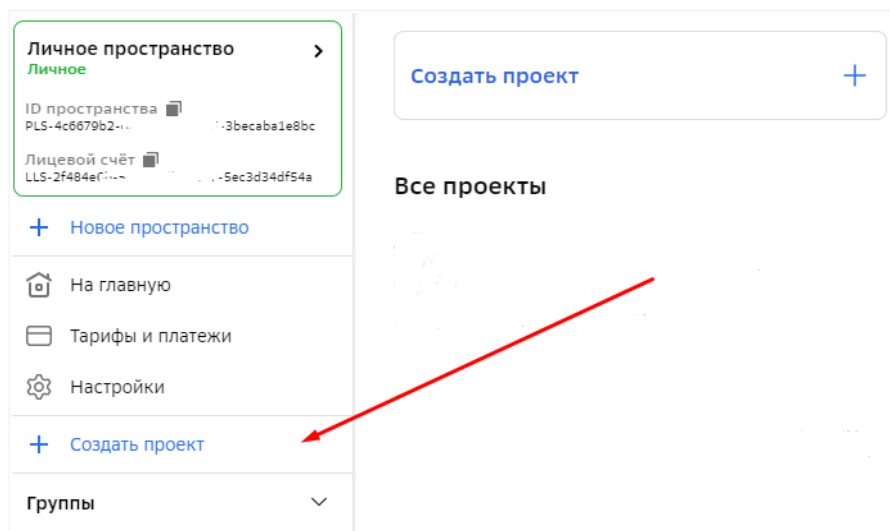 Личное пространство
Личное
ID пространства
PLS-4c6679b2- -3becaba1e8bc
Лицевой счёт
LLS-2f484e -5ec3d34df54a
Новое пространство
На главную
Тарифы и платежи
Настройки
Создать проект
Группы
Создать проект
Все проекты